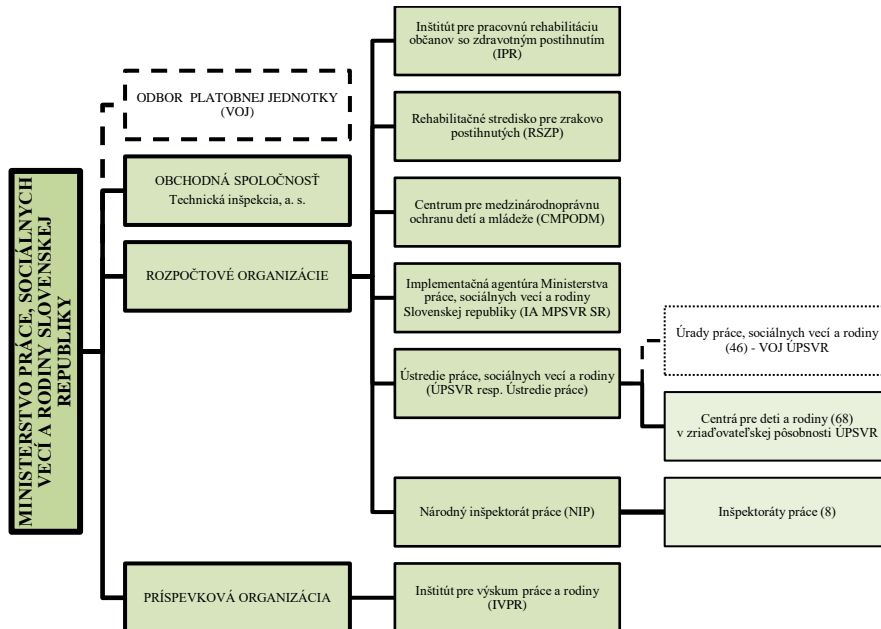 MINISTERSTVO PRÁCE, SOCIÁLNYCH
VECÍ A RODINY SLOVENSKEJ
REPUBLIKY
ODBOR PLATOBNEJ JEDNOTKY
(VOJ)
OBCHODNÁ SPOLOČNOSŤ
Technická inšpekcia, a. s.
ROZPOČTOVÉ ORGANIZÁCIE
PRÍSPEVKOVÁ ORGANIZÁCIA
Inštitút pre pracovnú rehabilitáciu
občanov so zdravotným postihnutím
(IPR)
Rehabilitačné stredisko pre zrakovo
postihnutých (RSZP)
Centrum pre medzinárodnoprávnu
ochranu detí a mládeže (CMPODM)
Implementačná agentúra Ministerstva
práce, sociálnych vecí a rodiny
Slovenskej republiky (IA MPSVR SR)
Ústredie práce, sociálnych vecí a rodiny
(ÚPSVR resp. Ústredie práce)
Národný inšpektorát práce (NIP)
Inštitút pre výskum práce a rodiny
(IVPR)
Úrady práce, sociálnych vecí a rodiny
(46) - VOJ ÚPSVR
Centrá pre deti a rodiny (68)
v zriaďovateľskej pôsobnosti ÚPSVR
Inšpektoráty práce (8)